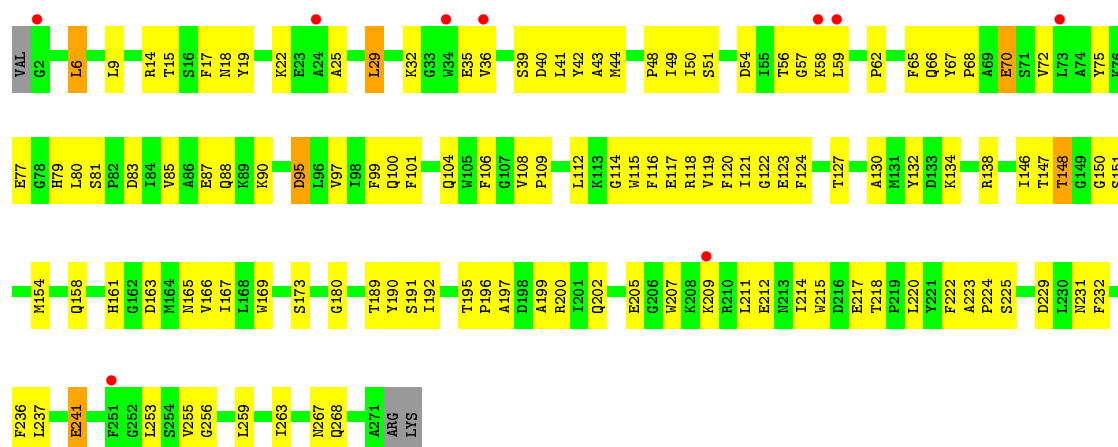 VAL G2 L6 L9 R14 T15 S16 F17 N18 Y19 K22 E23 A24 A25 L29 K32 G33 W34 E35 V36 S39 D40 L41 Y42 A43 M44 P48 I49 I50 S51 D54 I55 T56 G57 K58 L59 P62 F65 Q66 Y67 P68 A69 E70 S71 V72 L73 A74 Y75 K76
E77 G78 H79 L80 S81 P82 D83 I84 V85 A86 E87 Q88 K89 K90 D95 L96 V97 I98 F99 Q100 F101 Q104 W105 F106 G107 V108 P109 L112 K113 G114 W115 F116 E117 R118 V119 F120 I121 G122 E123 F124 T127 A130 M131 Y132 D133 K134 R138 I146 T147 T148 G149 G150 S151
M154 Q158 H161 G162 D163 M164 N165 V166 I167 L168 W169 S173 G180 T189 Y190 S191 I192 T195 P196 A197 D198 A199 R200 I201 Q202 E205 G206 W207 K208 K209 R210 L211 E212 N213 I214 W215 D216 E217 T218 P219 L220 Y221 F222 A223 P224 S225 D229 L230 N231 F232
F236 L237 E241 F251 G252 L253 S254 V255 G256 L259 I263 N267 Q268 A271 ARG LYS